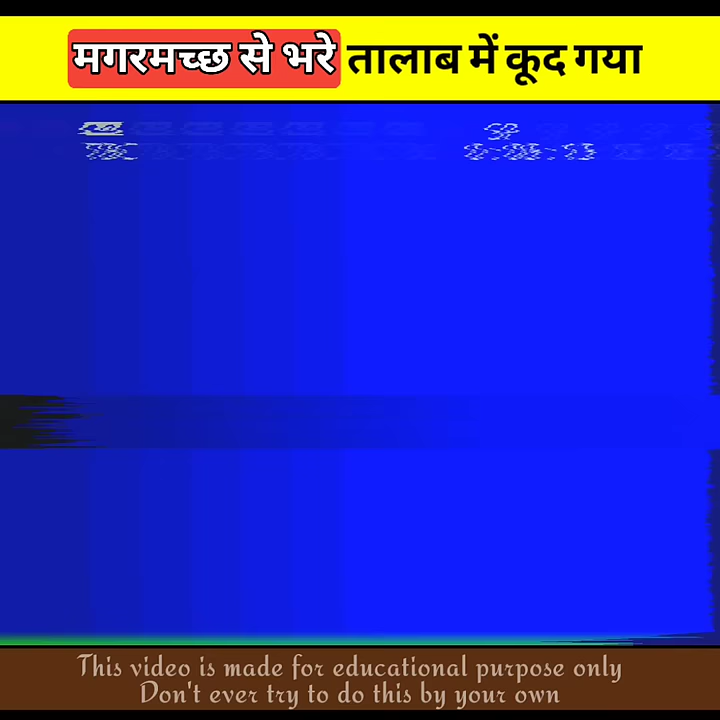 मगरमच्छ से भरे तालाब में कूद गया
This video is made for educational purpose only
Don't ever try to do this by your own